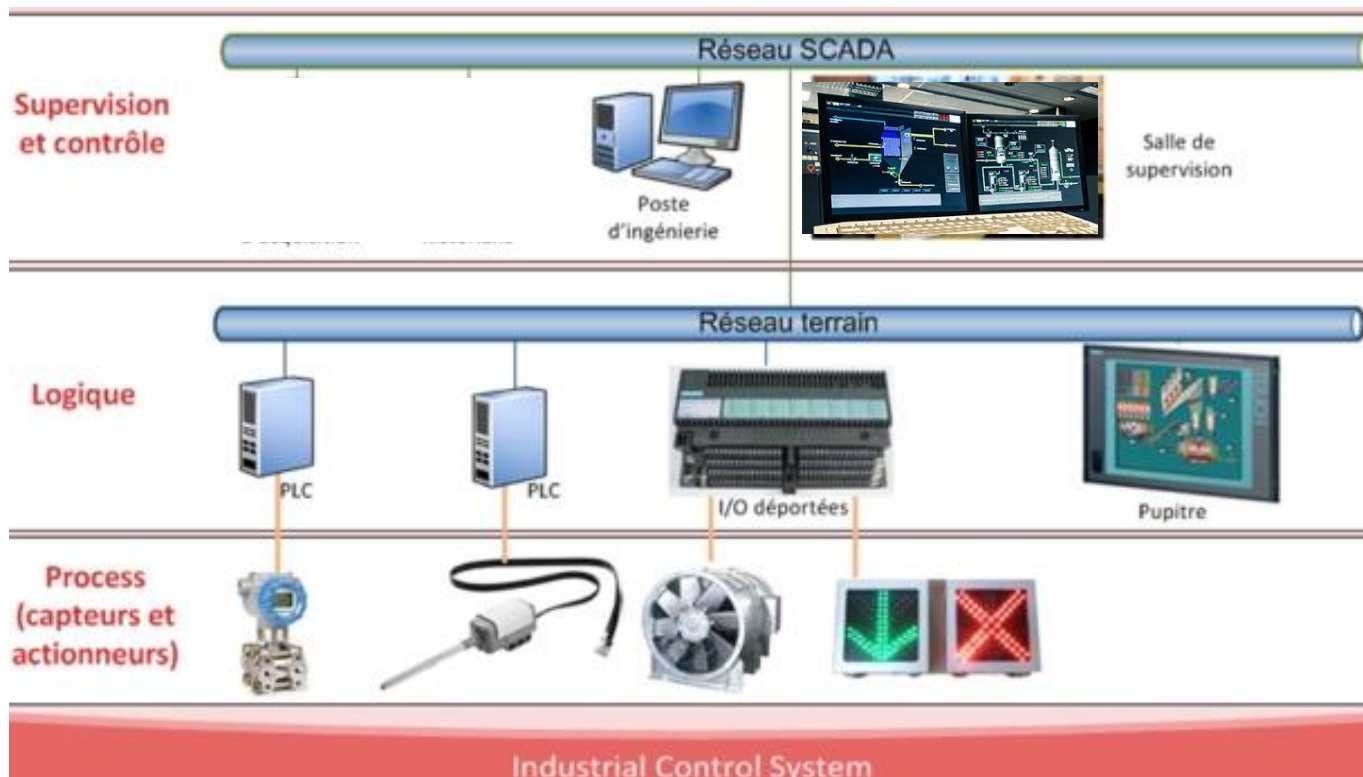 Réseau SCADA
Supervision
et contrôle
Salle de
supervision
Poste
d'ingénierie
Réseau terrain
Logique
PLC
PLC
I/O déportées
Pupitre
Process
(capteurs et
actionneurs)
Industrial Control System